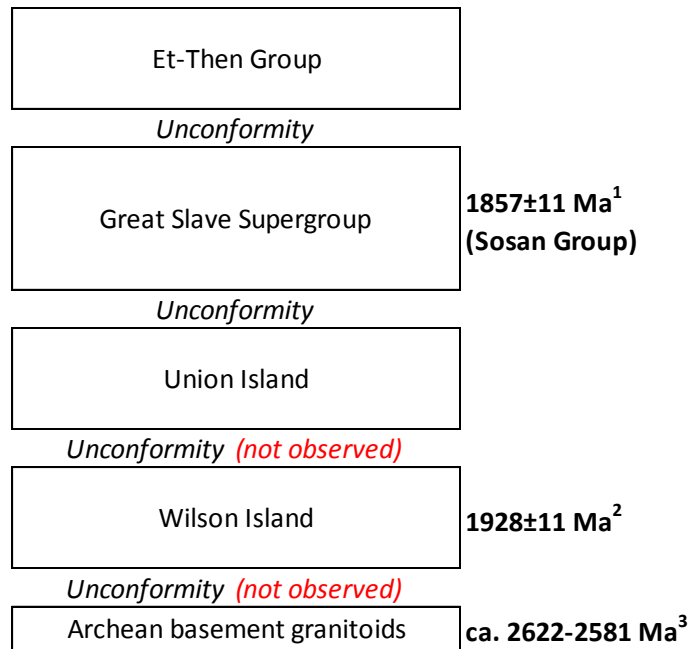 Et-Then Group
Unconformity
Great Slave Supergroup
1857±11 Ma¹
(Sosan Group)
Unconformity
Union Island
Unconformity (not observed)
Wilson Island
1928±11 Ma²
Unconformity (not observed)
Archean basement granitoids
ca. 2622-2581 Ma³